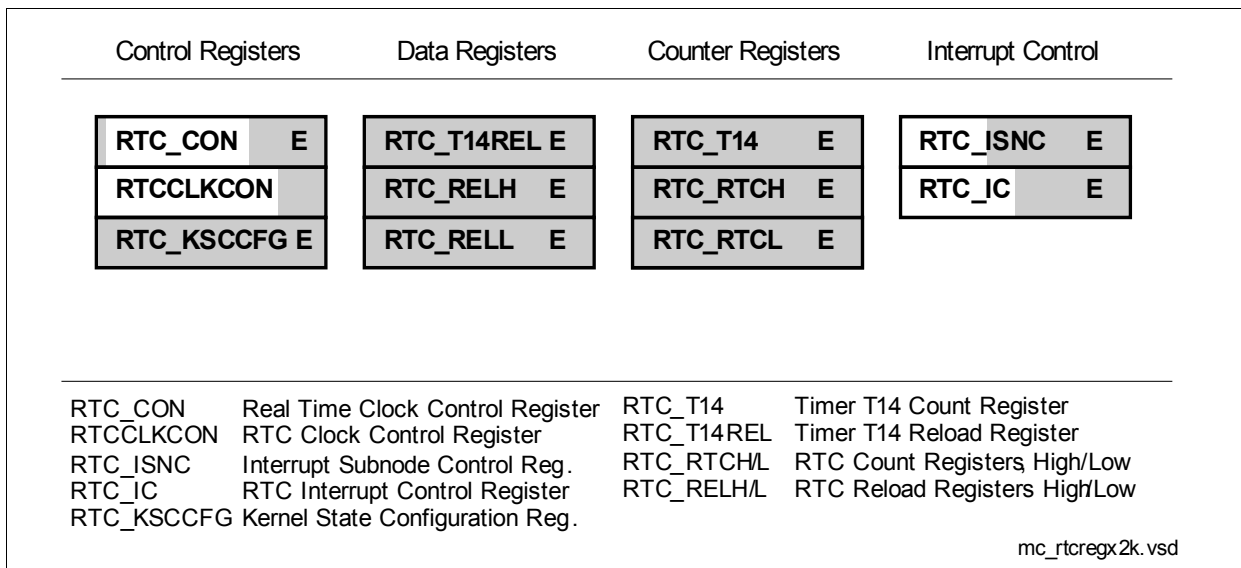 Control Registers Data Registers Counter Registers Interrupt Control
RTC_CON E RTC_T14REL E RTC_T14 E RTC_ISNC E
RTCCLKCON RTC_RELH E RTC_RTCH E RTC_IC E
RTC_KSCCFG E RTC_RELL E RTC_RTCL E
RTC_CON Real Time Clock Control Register RTC_T14 Timer T14 Count Register
RTCCLKCON RTC Clock Control Register RTC_T14REL Timer T14 Reload Register
RTC_ISNC Interrupt Subnode Control Reg. RTC_RTCH/L RTC Count Registers, High/Low
RTC_IC RTC Interrupt Control Register RTC_RELH/L RTC Reload Registers High/Low
RTC_KSCCFG Kernel State Configuration Reg.
mc_rtcregx2k.vsd